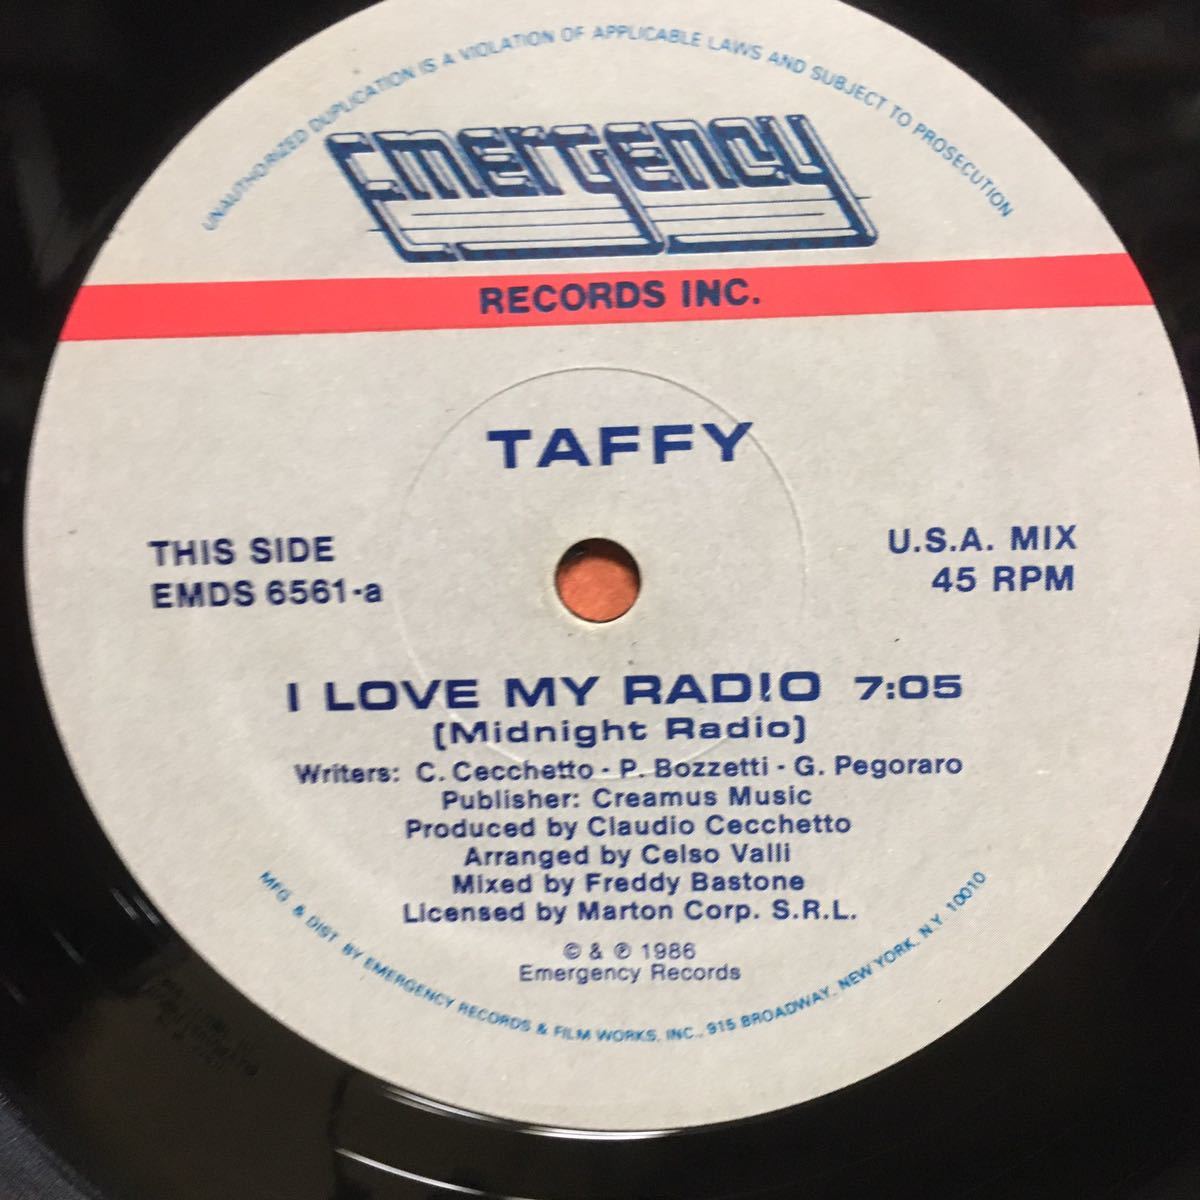 UNAUTHORIZED DUPLICATION IS A VIOLATION OF APPLICABLE LAWS AND SUBJECT TO PROSECUTION
Emergency
RECORDS INC.
TAFFY
THIS SIDE
EMDS 6561-a
U.S.A. MIX
45 RPM
I LOVE MY RAD!O 7:05
(Midnight Radio)
Writers: C. Cecchetto - P. Bozzetti - G. Pegoraro
Publisher: Creamus Music
Produced by Claudio Cecchetto
Arranged by Celso Valli
Mixed by Freddy Bastone
Licensed by Marton Corp. S.R.L.
© & ℗ 1986
Emergency Records
MFG & DIST BY EMERGENCY RECORDS & FILM WORKS, INC., 915 BROADWAY, NEW YORK, N.Y. 10010